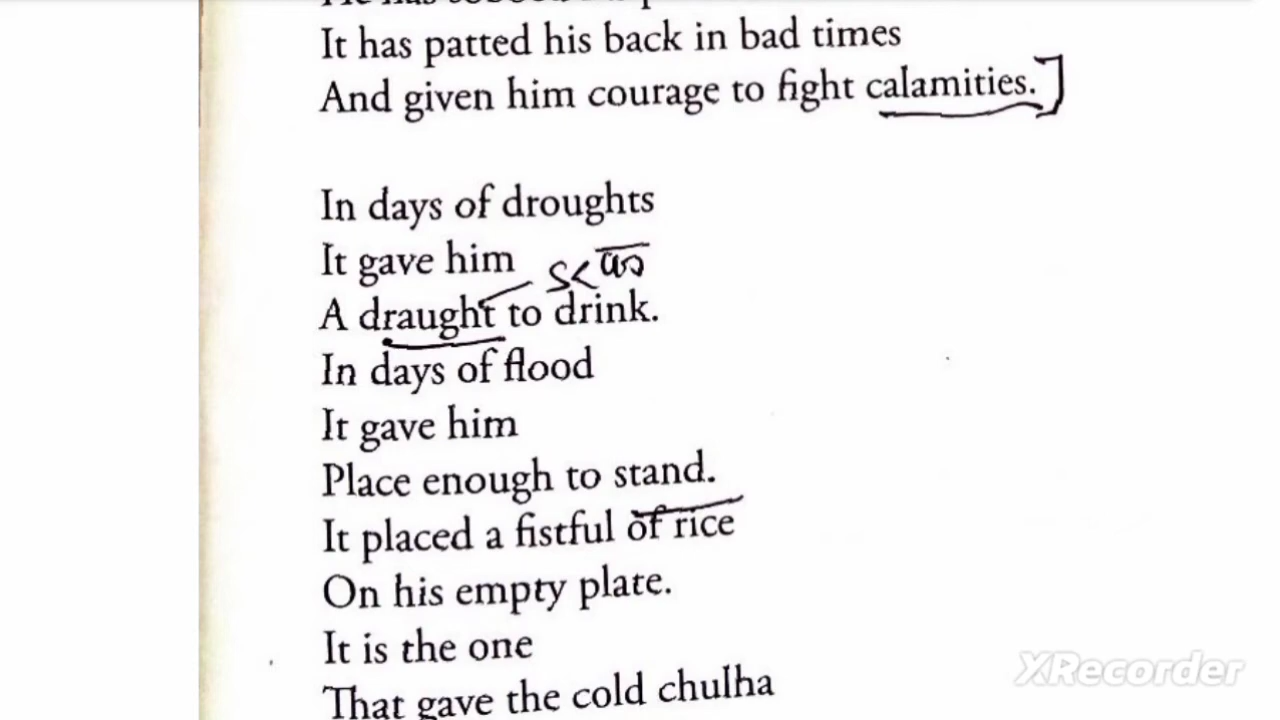 It has patted his back in bad times
And given him courage to fight calamities.
In days of droughts
It gave him
A draught to drink.
In days of flood
It gave him
Place enough to stand.
It placed a fistful of rice
On his empty plate.
It is the one
That gave the cold chulha
XRecorder